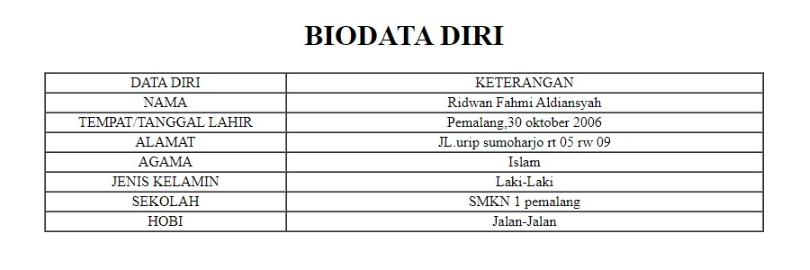 BIODATA DIRI
DATA DIRI KETERANGAN
NAMA Ridwan Fahmi Aldiansyah
TEMPAT/TANGGAL LAHIR Pemalang,30 oktober 2006
ALAMAT JL.urip sumoharjo rt 05 rw 09
AGAMA Islam
JENIS KELAMIN Laki-Laki
SEKOLAH SMKN 1 pemalang
HOBI Jalan-Jalan